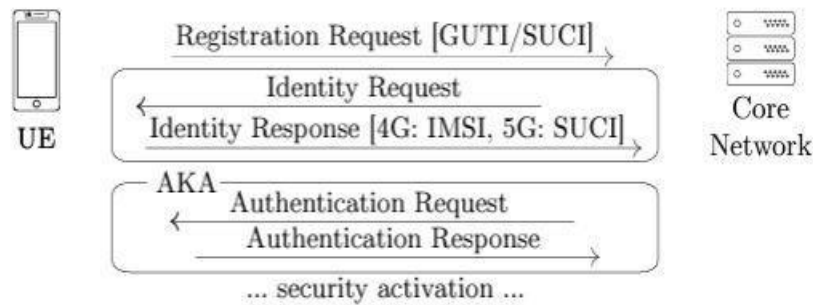 Registration Request [GUTI/SUCI]
Identity Request
Identity Response [4G: IMSI, 5G: SUCI]
UE
Core
Network
AKA
Authentication Request
Authentication Response
... security activation ...